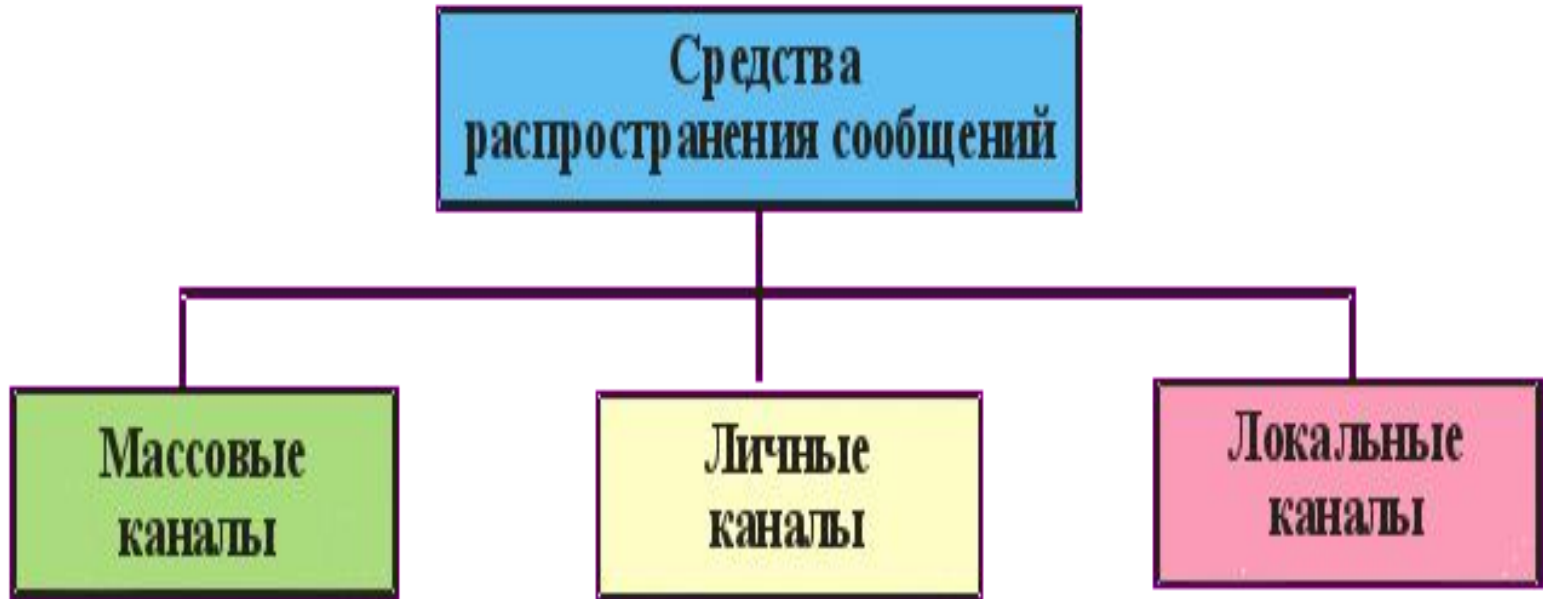 Средства
распространения сообщений
Массовые
каналы
Личные
каналы
Локальные
каналы